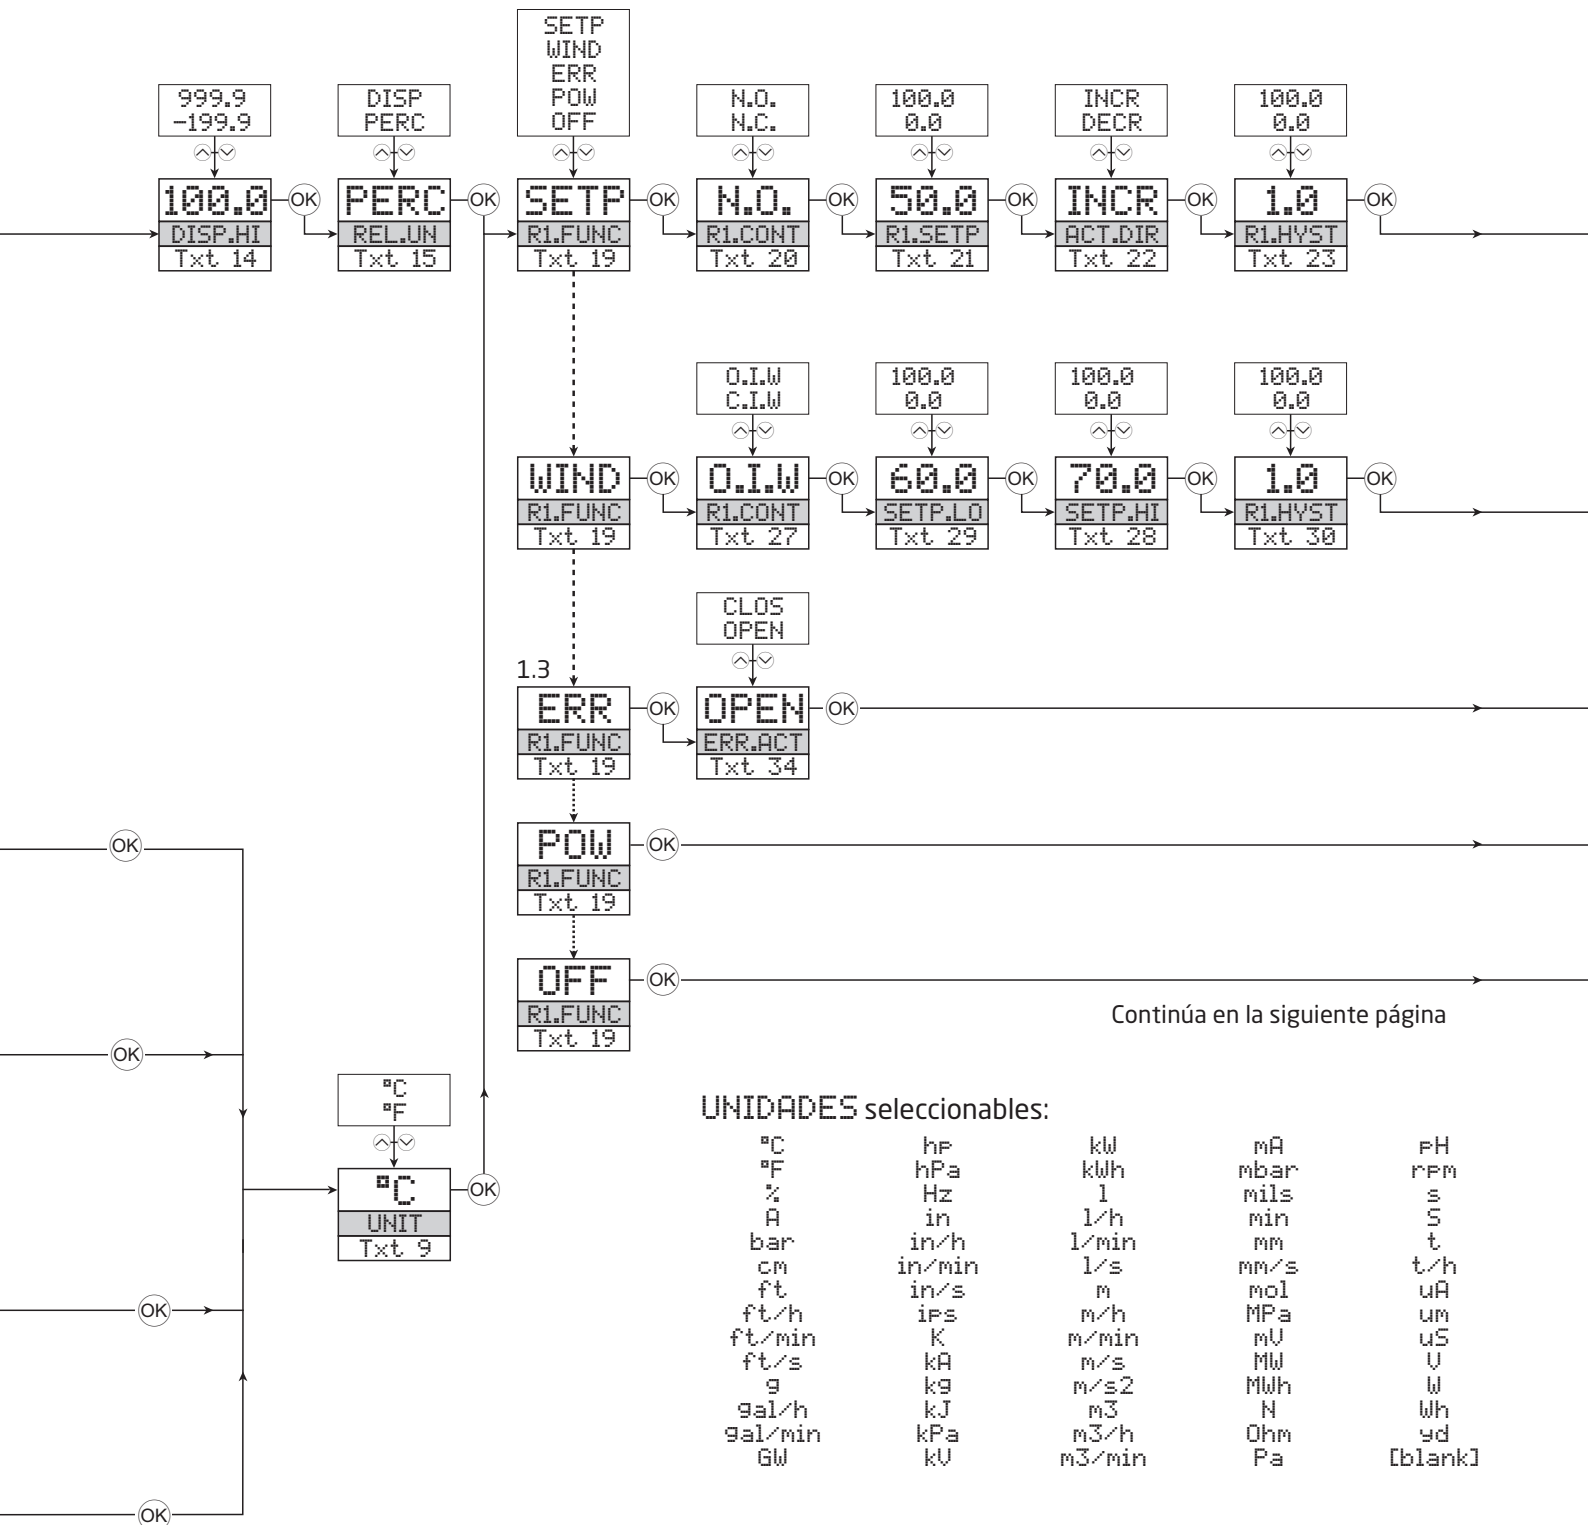 SETP
WIND
ERR
POW
OFF
999.9
-199.9
DISP
PERC
N.O.
N.C.
100.0
0.0
INCR
DECR
100.0
0.0
100.0
DISP.HI
Txt 14
OK
PERC
REL.UN
Txt 15
OK
SETP
R1.FUNC
Txt 19
OK
N.O.
R1.CONT
Txt 20
OK
50.0
R1.SETP
Txt 21
OK
INCR
ACT.DIR
Txt 22
OK
1.0
R1.HYST
Txt 23
OK
O.I.W
C.I.W
100.0
0.0
100.0
0.0
100.0
0.0
WIND
R1.FUNC
Txt 19
OK
O.I.W
R1.CONT
Txt 27
OK
60.0
SETP.LO
Txt 29
OK
70.0
SETP.HI
Txt 28
OK
1.0
R1.HYST
Txt 30
OK
CLOS
OPEN
1.3
ERR
R1.FUNC
Txt 19
OK
OPEN
ERR.ACT
Txt 34
OK
POW
R1.FUNC
Txt 19
OK
OFF
R1.FUNC
Txt 19
OK
Continúa en la siguiente página
OK
OK
°C
°F
°C
UNIT
Txt 9
OK
OK
OK
UNIDADES seleccionables:
°C hp kW mA pH
°F hPa kWh mbar rpm
% Hz l mils s
A in l/h min S
bar in/h l/min mm t
cm in/min l/s mm/s t/h
ft in/s m mol uA
ft/h ips m/h MPa um
ft/min K m/min mV uS
ft/s kA m/s MW V
g kg m/s2 MWh W
gal/h kJ m3 N Wh
gal/min kPa m3/h Ohm yd
GW kV m3/min Pa [blank]